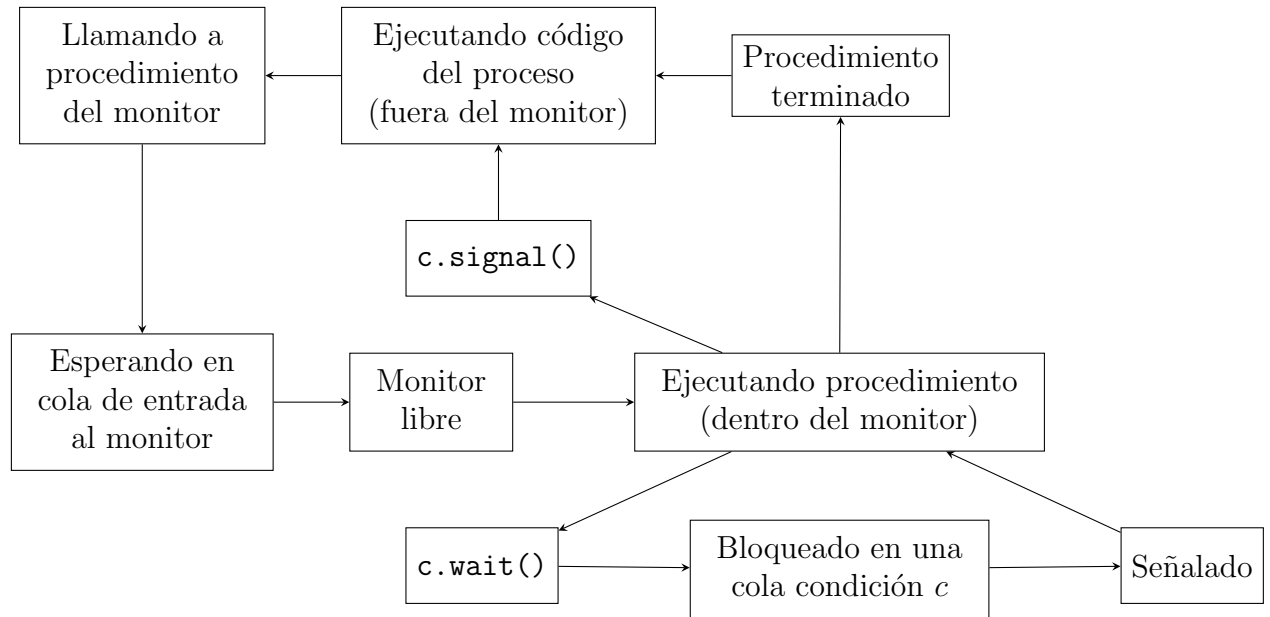 Llamando a
procedimiento
del monitor
Ejecutando código
del proceso
(fuera del monitor)
Procedimiento
terminado
c.signal()
Esperando en
cola de entrada
al monitor
Monitor
libre
Ejecutando procedimiento
(dentro del monitor)
c.wait()
Bloqueado en una
cola condición c
Señalado